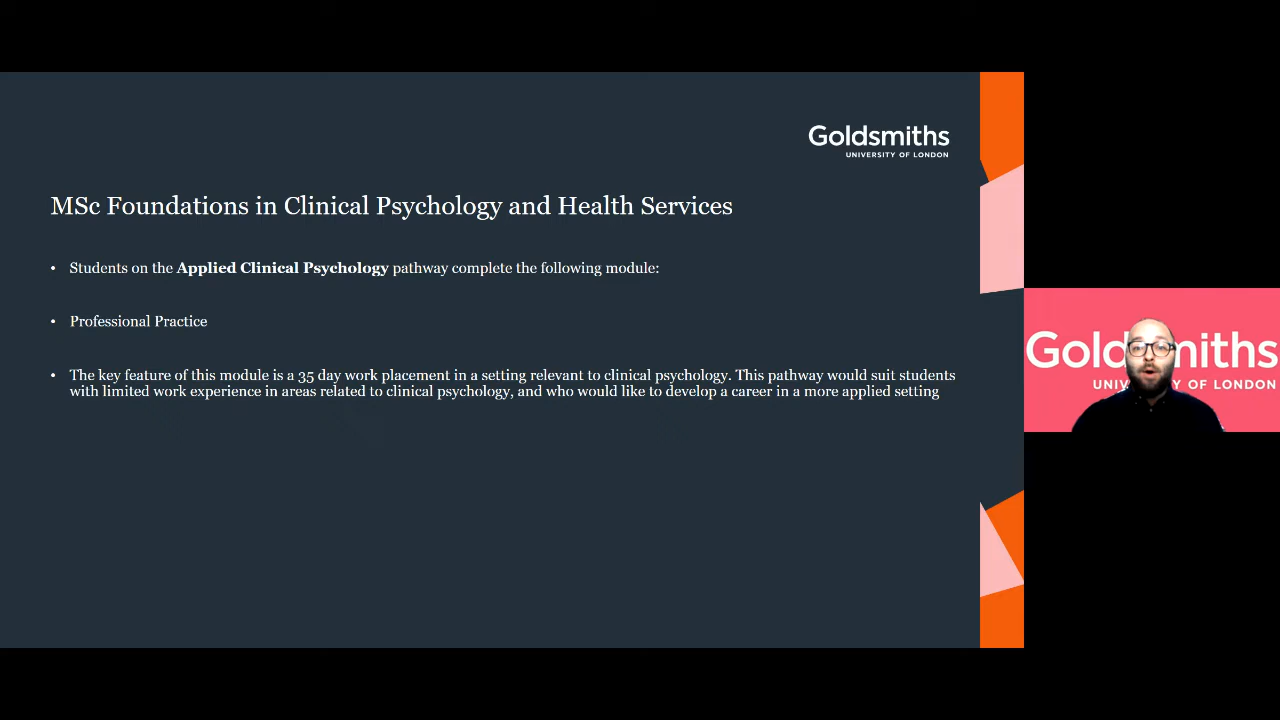 Goldsmiths
UNIVERSITY OF LONDON
MSc Foundations in Clinical Psychology and Health Services
• Students on the Applied Clinical Psychology pathway complete the following module:
• Professional Practice
• The key feature of this module is a 35 day work placement in a setting relevant to clinical psychology. This pathway would suit students
with limited work experience in areas related to clinical psychology, and who would like to develop a career in a more applied setting
Gol miths
UN OF LONDON